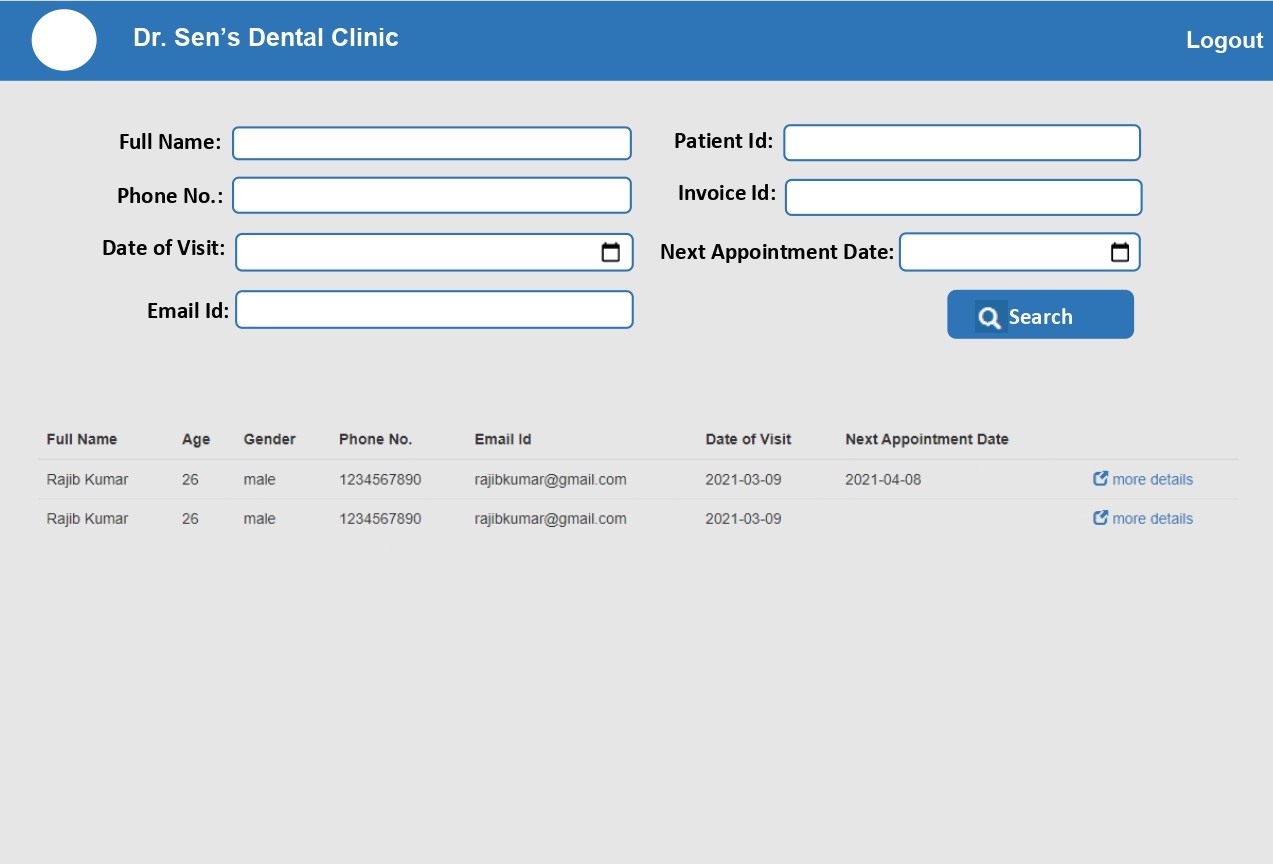 Dr. Sen’s Dental Clinic
Logout
Full Name:
Patient Id:
Phone No.:
Invoice Id:
Date of Visit:
Next Appointment Date:
Email Id:
Search
Full Name Age Gender Phone No. Email Id Date of Visit Next Appointment Date
Rajib Kumar 26 male 1234567890 rajibkumar@gmail.com 2021-03-09 2021-04-08 more details
Rajib Kumar 26 male 1234567890 rajibkumar@gmail.com 2021-03-09 more details